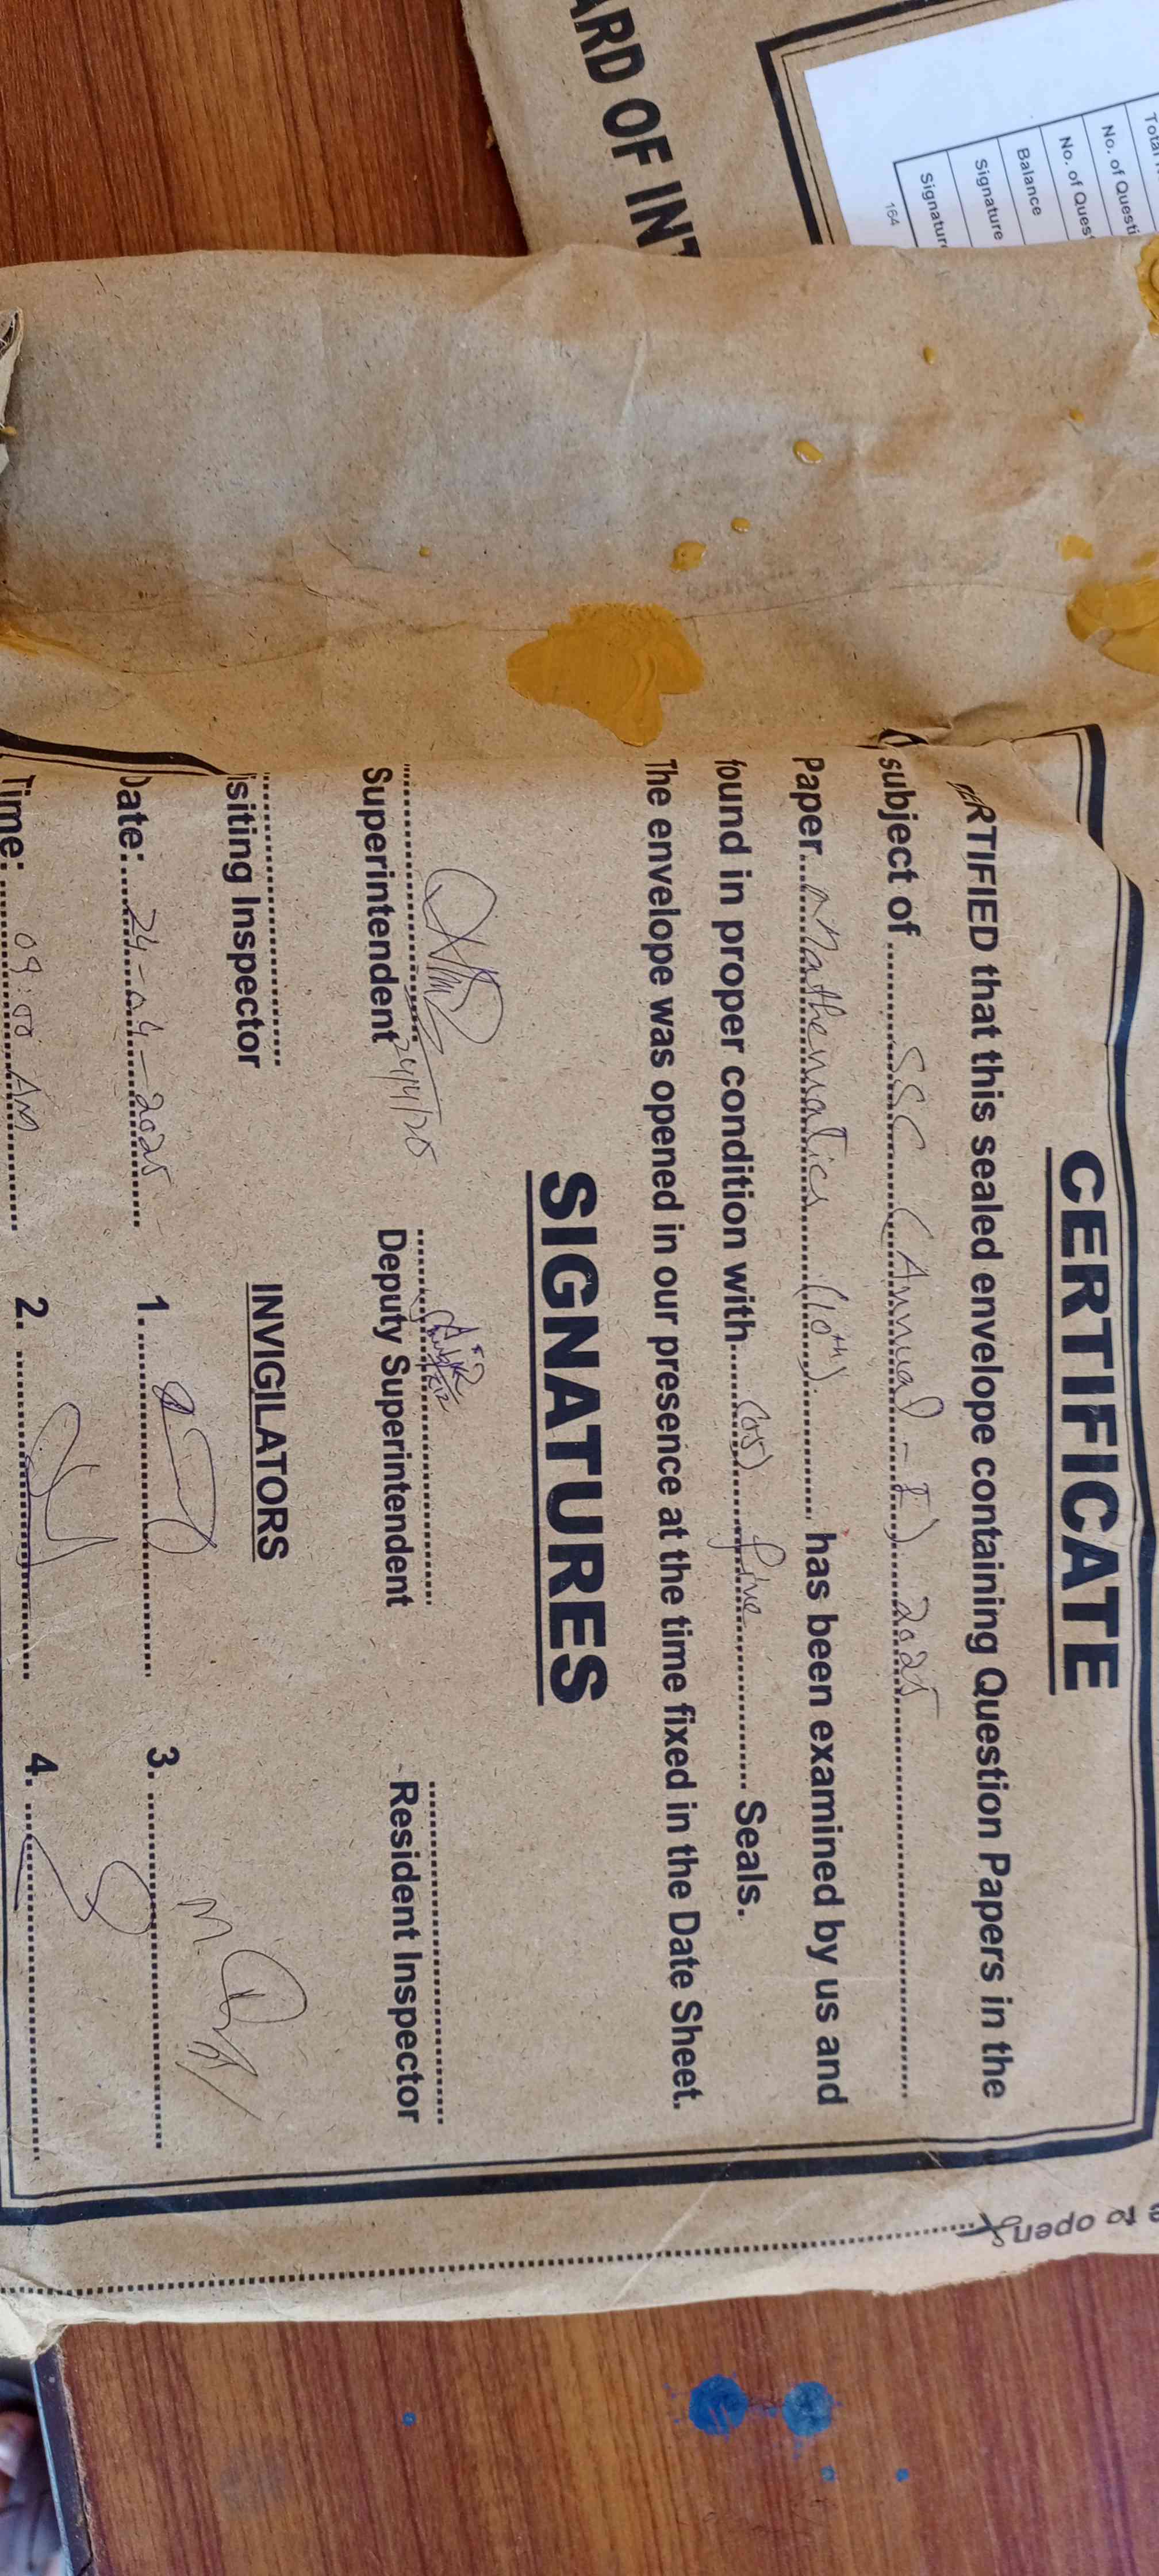 ARD OF INT
Total
No. of Questi
No. of Ques
Balance
Signature
Signature
164
CERTIFICATE
CERTIFIED that this sealed envelope containing Question Papers in the
subject of SSC (Annual-I) 2025
Paper Mathematics (10th) has been examined by us and
found in proper condition with (05) five Seals.
The envelope was opened in our presence at the time fixed in the Date Sheet.
SIGNATURES
Superintendent
Deputy Superintendent
Resident Inspector
isiting Inspector
INVIGILATORS
Date: 24-04-2025
1.
3.
Time: 09:00 AM
2.
4.
e to open